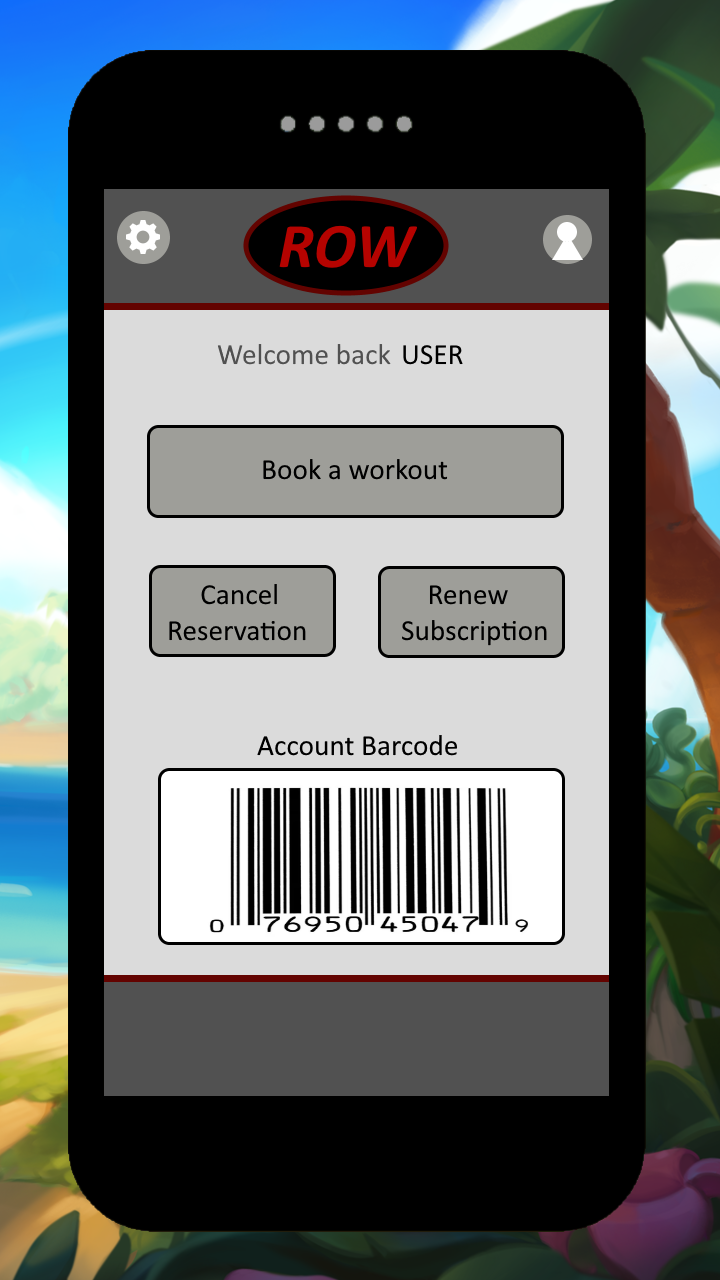 ROW
Welcome back USER
Book a workout
Cancel
Reservation
Renew
Subscription
Account Barcode
0 76950 45047 9